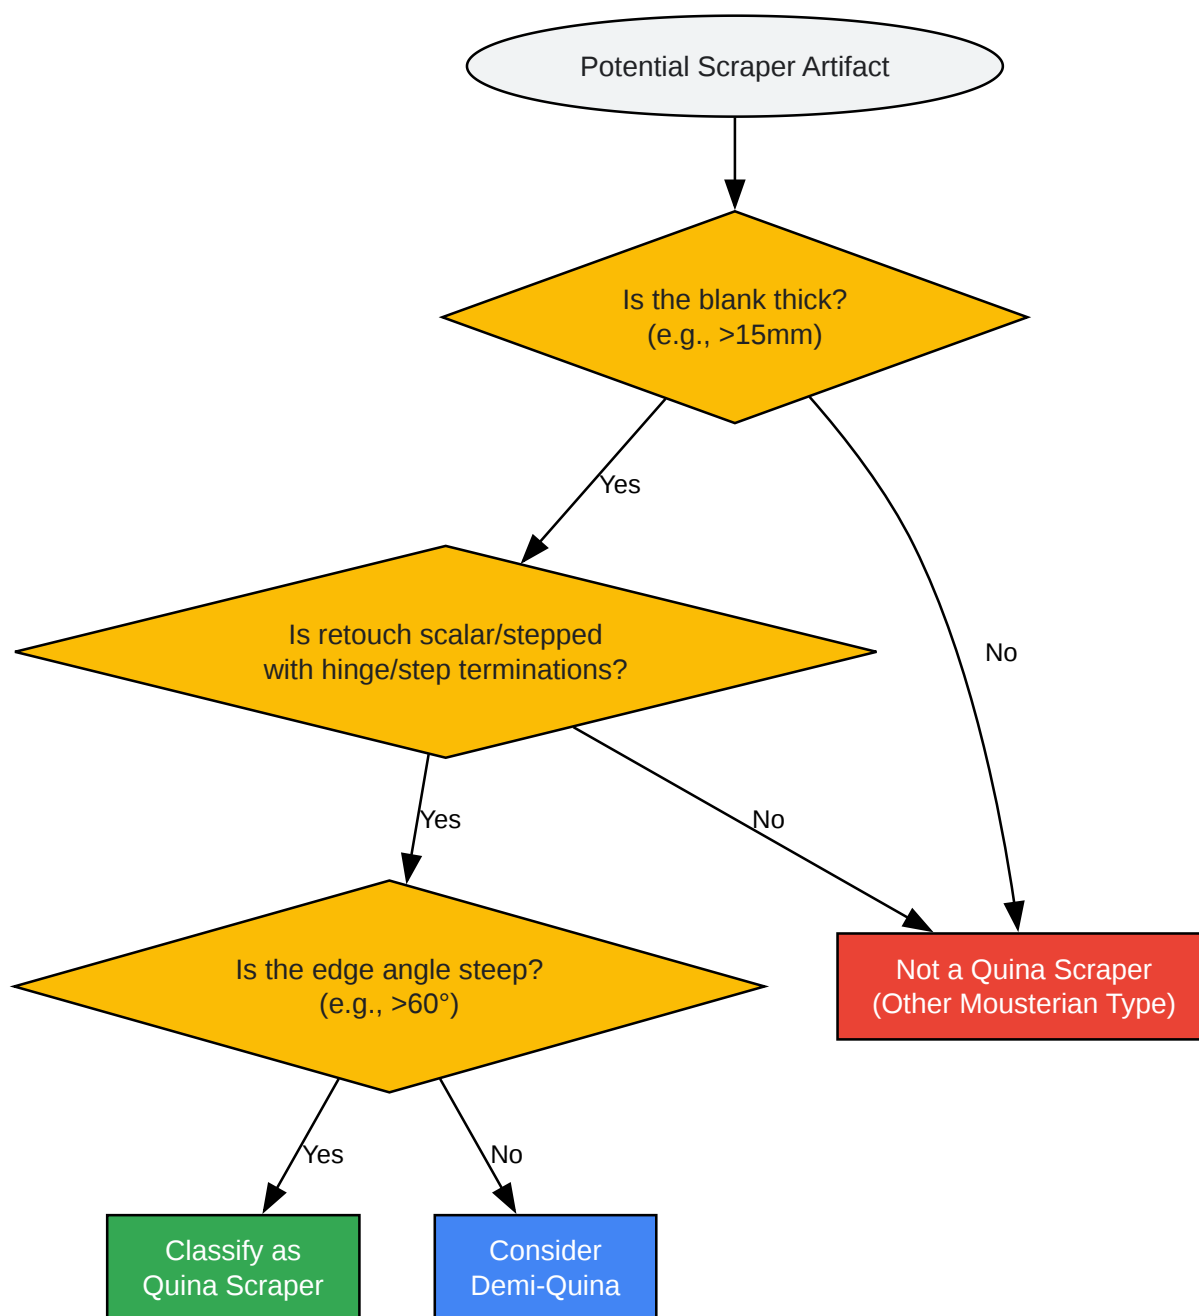 Potential Scraper Artifact
Is the blank thick?
(e.g., >15mm)
Yes
No
Is retouch scalar/stepped
with hinge/step terminations?
Yes
No
Is the edge angle steep?
(e.g., >60°)
Not a Quina Scraper
(Other Mousterian Type)
Yes
No
Classify as
Quina Scraper
Consider
Demi-Quina